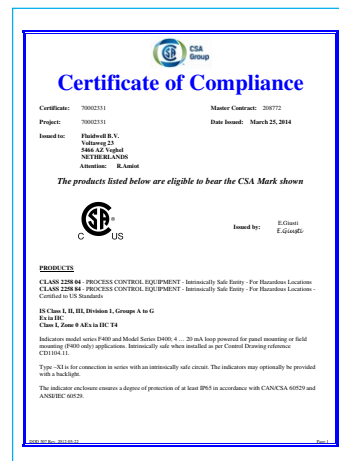 CSA
Group
Certificate of Compliance
Certificate: 70002331 Master Contract: 208772
Project: 70002331 Date Issued: March 25, 2014
Issued to: Fluidwell B.V.
Voltaweg 23
5466 AZ Veghel
NETHERLANDS
Attention: R.Amiot
The products listed below are eligible to bear the CSA Mark shown
C US
Issued by: E.Giusti
E.Giusti
PRODUCTS
CLASS 2258 04 - PROCESS CONTROL EQUIPMENT - Intrinsically Safe Entity - For Hazardous Locations
CLASS 2258 84 - PROCESS CONTROL EQUIPMENT - Intrinsically Safe Entity - For Hazardous Locations -
Certified to US Standards
IS Class I, II, III, Division 1, Groups A to G
Ex ia IIC
Class I, Zone 0 AEx ia IIC T4
Indicators model series F400 and Model Series D400; 4 … 20 mA loop powered for panel mounting or field
mounting (F400 only) applications. Intrinsically safe when installed as per Control Drawing reference
CD1104.11.
Type –XI is for connection in series with an intrinsically safe circuit. The indicators may optionally be provided
with a backlight.
The indicator enclosure ensures a degree of protection of at least IP65 in accordance with CAN/CSA 60529 and
ANSI/IEC 60529.
DQD 507 Rev. 2012-05-22 Page 1